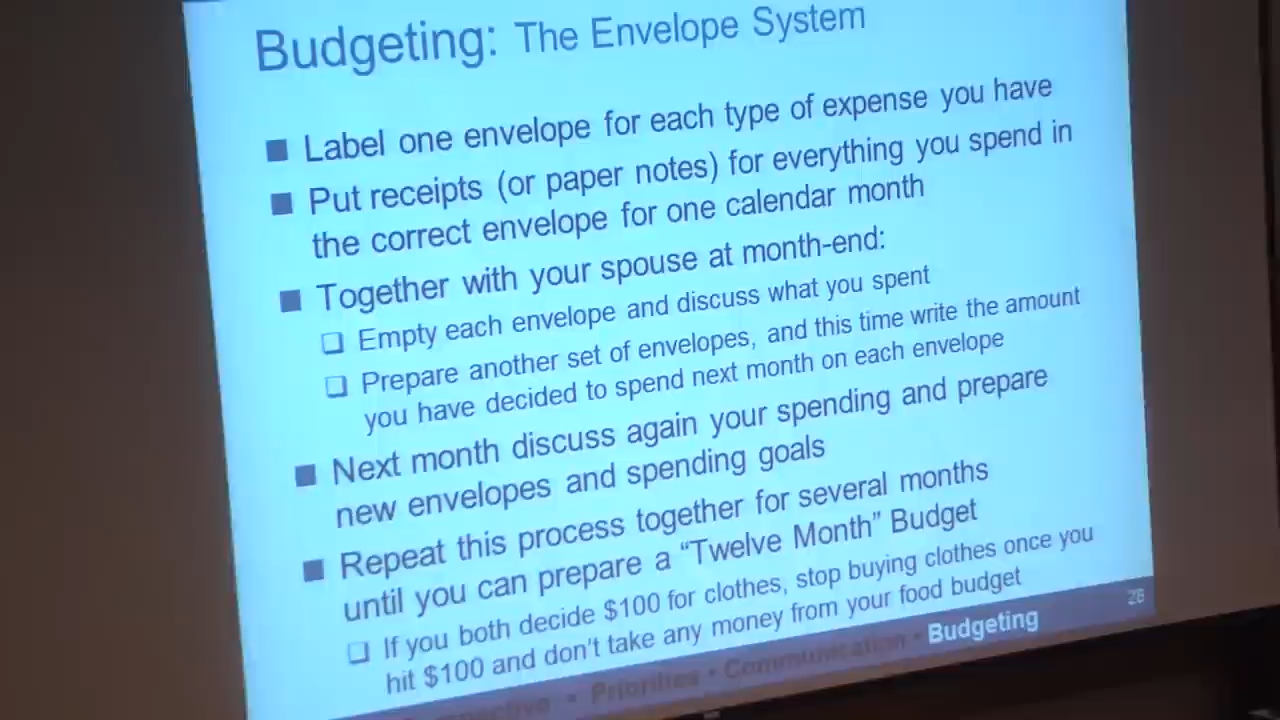 Budgeting: The Envelope System
■ Label one envelope for each type of expense you have
■ Put receipts (or paper notes) for everything you spend in
the correct envelope for one calendar month
■ Together with your spouse at month-end:
❑ Empty each envelope and discuss what you spent
❑ Prepare another set of envelopes, and this time write the amount
you have decided to spend next month on each envelope
■ Next month discuss again your spending and prepare
new envelopes and spending goals
■ Repeat this process together for several months
until you can prepare a “Twelve Month” Budget
❑ If you both decide $100 for clothes, stop buying clothes once you
hit $100 and don’t take any money from your food budget
• Priorities • Communication • Budgeting
26